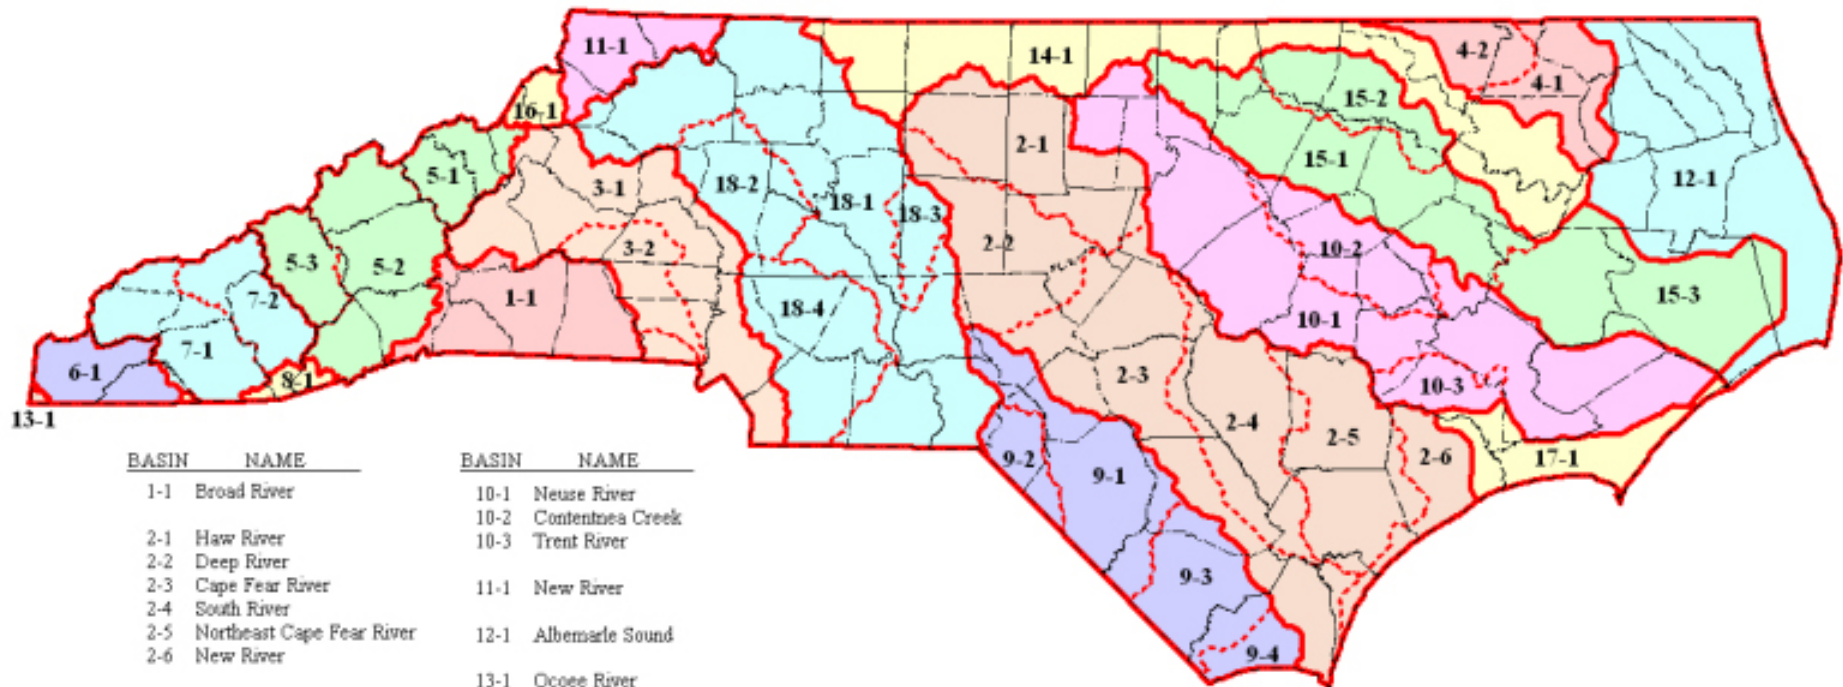 11-1
14-1
4-2
4-1
16-1
15-2
2-1
15-1
5-1
3-1
18-2
18-1
18-3
12-1
3-2
2-2
10-2
5-3
5-2
7-2
1-1
18-4
15-3
10-1
7-1
6-1
8-1
2-3
10-3
13-1
2-4
2-5
2-6
9-2
9-1
17-1
9-3
9-4
BASIN NAME
1-1 Broad River
2-1 Haw River
2-2 Deep River
2-3 Cape Fear River
2-4 South River
2-5 Northeast Cape Fear River
2-6 New River
BASIN NAME
10-1 Neuse River
10-2 Contentnea Creek
10-3 Trent River
11-1 New River
12-1 Albemarle Sound
13-1 Ocoee River